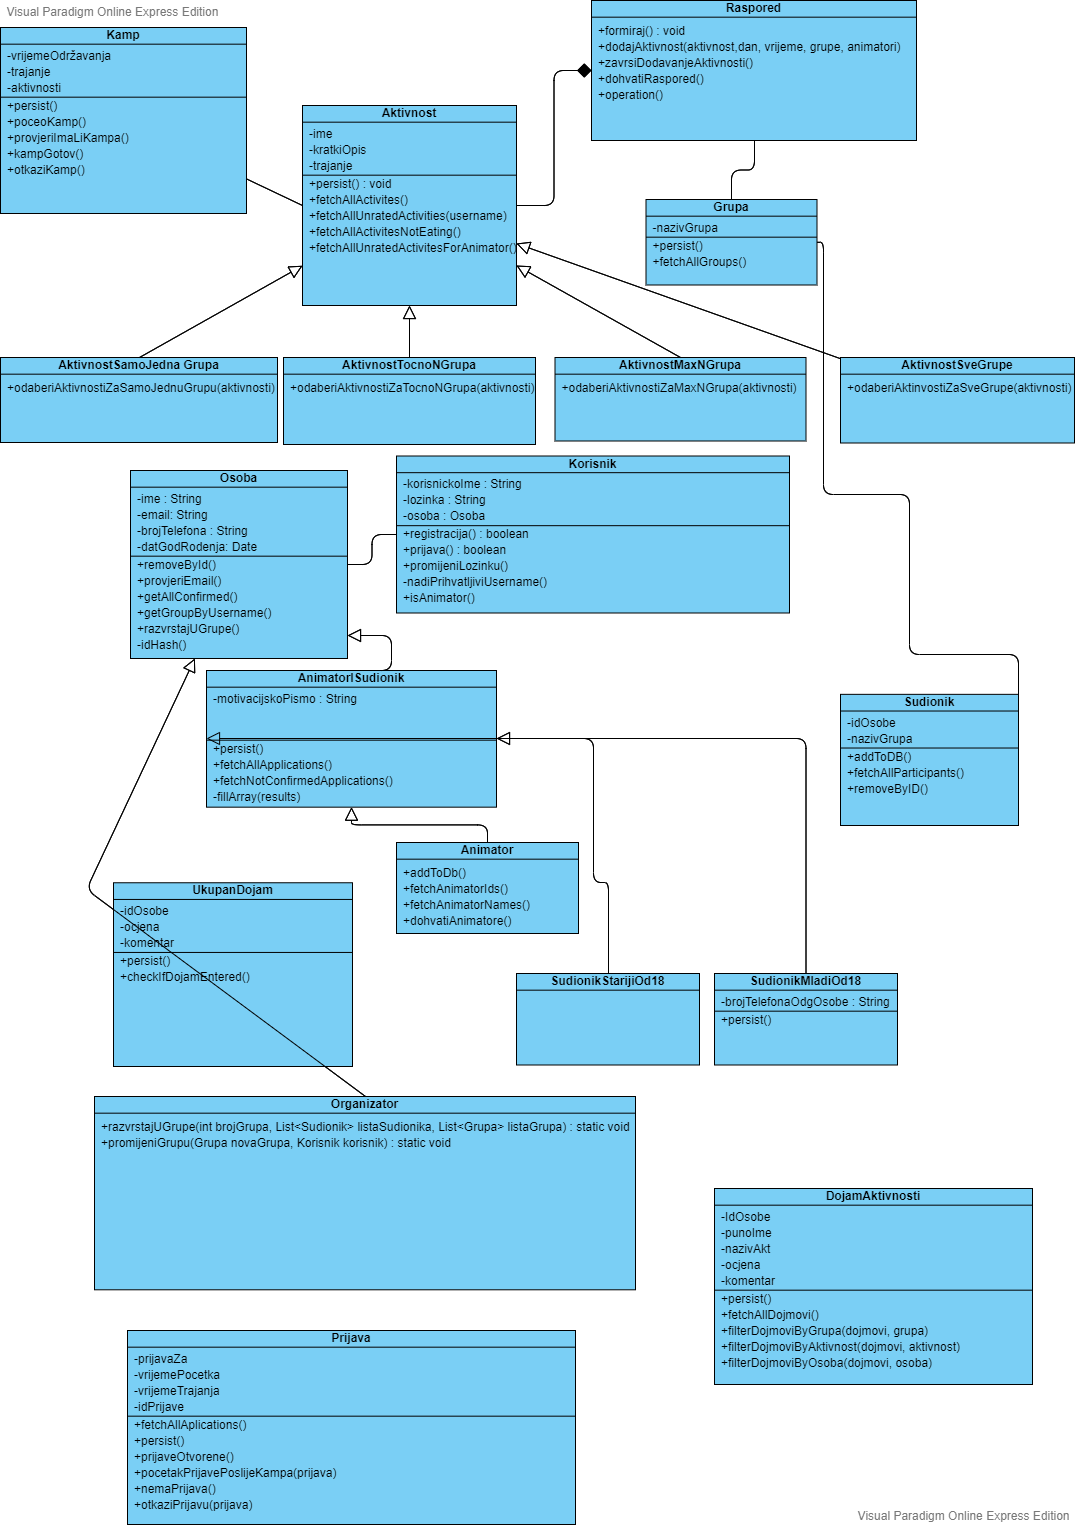 Visual Paradigm Online Express Edition
Kamp
-vrijemeOdržavanja
-trajanje
-aktivnosti
+persist()
+poceoKamp()
+provjeriImaLiKampa()
+kampGotov()
+otkaziKamp()
Raspored
+formiraj() : void
+dodajAktivnost(aktivnost,dan, vrijeme, grupe, animatori)
+zavrsiDodavanjeAktivnosti()
+dohvatiRaspored()
+operation()
Aktivnost
-ime
-kratkiOpis
-trajanje
+persist() : void
+fetchAllActivites()
+fetchAllUnratedActivities(username)
+fetchAllActivitesNotEating()
+fetchAllUnratedActivitesForAnimator()
Grupa
-nazivGrupa
+persist()
+fetchAllGroups()
AktivnostSamoJedna Grupa
+odaberiAktivnostiZaSamoJednuGrupu(aktivnosti)
AktivnostTocnoNGrupa
+odaberiAktivnostiZaTocnoNGrupa(aktivnosti)
AktivnostMaxNGrupa
+odaberiAktivnostiZaMaxNGrupa(aktivnosti)
AktivnostSveGrupe
+odaberiAktinvostiZaSveGrupe(aktivnosti)
Osoba
-ime : String
-email: String
-brojTelefona : String
-datGodRodenja: Date
+removeById()
+provjeriEmail()
+getAllConfirmed()
+getGroupByUsername()
+razvrstajUGrupe()
-idHash()
Korisnik
-korisnickoIme : String
-lozinka : String
-osoba : Osoba
+registracija() : boolean
+prijava() : boolean
+promijeniLozinku()
-nadiPrihvatljiviUsername()
+isAnimator()
AnimatorISudionik
-motivacijskoPismo : String
+persist()
+fetchAllApplications()
+fetchNotConfirmedApplications()
-fillArray(results)
Sudionik
-idOsobe
-nazivGrupa
+addToDB()
+fetchAllParticipants()
+removeByID()
Animator
+addToDb()
+fetchAnimatorIds()
+fetchAnimatorNames()
+dohvatiAnimatore()
UkupanDojam
-idOsobe
-ocjena
-komentar
+persist()
+checkIfDojamEntered()
SudionikStarijiOd18
SudionikMladiOd18
-brojTelefonaOdgOsobe : String
+persist()
Organizator
+razvrstajUGrupe(int brojGrupa, List<Sudionik> listaSudionika, List<Grupa> listaGrupa) : static void
+promijeniGrupu(Grupa novaGrupa, Korisnik korisnik) : static void
DojamAktivnosti
-IdOsobe
-punoIme
-nazivAkt
-ocjena
-komentar
+persist()
+fetchAllDojmovi()
+filterDojmoviByGrupa(dojmovi, grupa)
+filterDojmoviByAktivnost(dojmovi, aktivnost)
+filterDojmoviByOsoba(dojmovi, osoba)
Prijava
-prijavaZa
-vrijemePocetka
-vrijemeTrajanja
-idPrijave
+fetchAllAplications()
+persist()
+prijaveOtvorene()
+pocetakPrijavePoslijeKampa(prijava)
+nemaPrijava()
+otkaziPrijavu(prijava)
Visual Paradigm Online Express Edition